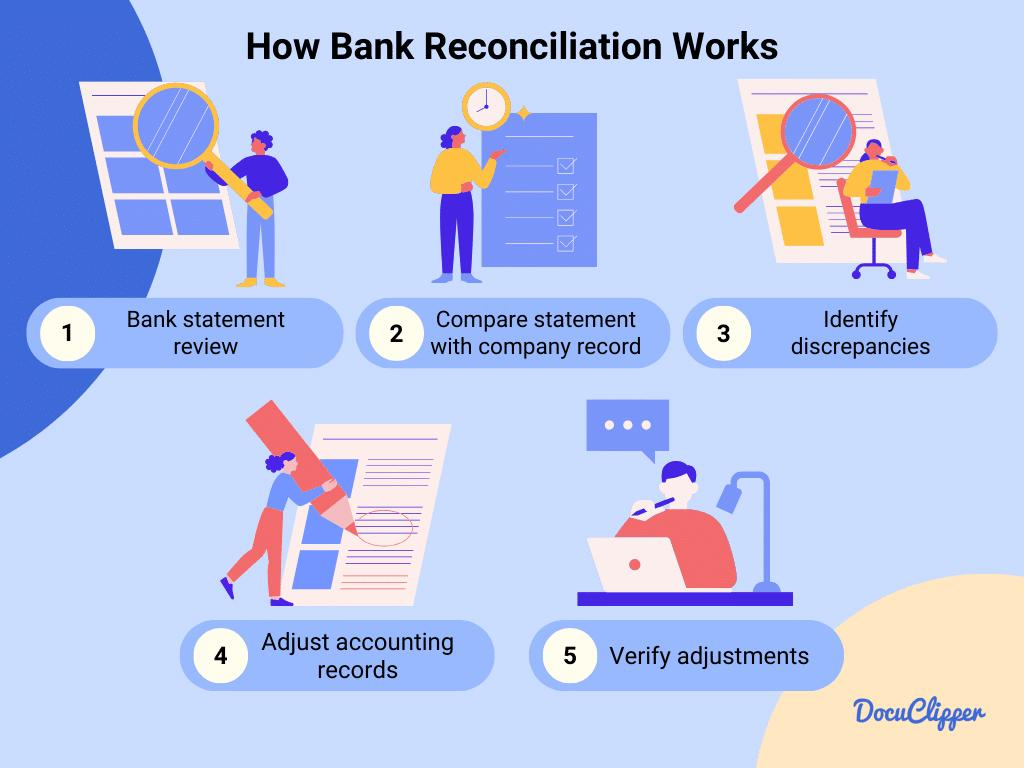 How Bank Reconciliation Works
1
Bank statement
review
2
Compare statement
with company record
3
Identify
discrepancies
4
Adjust accounting
records
5
Verify adjustments
DocuClipper